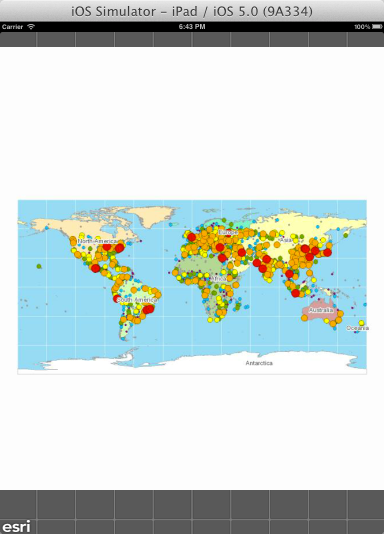 iOS Simulator – iPad / iOS 5.0 (9A334)
Carrier 6:43 PM 100%
North America
Europe
Asia
Africa
South America
Australia
Oceania
Antarctica
esri